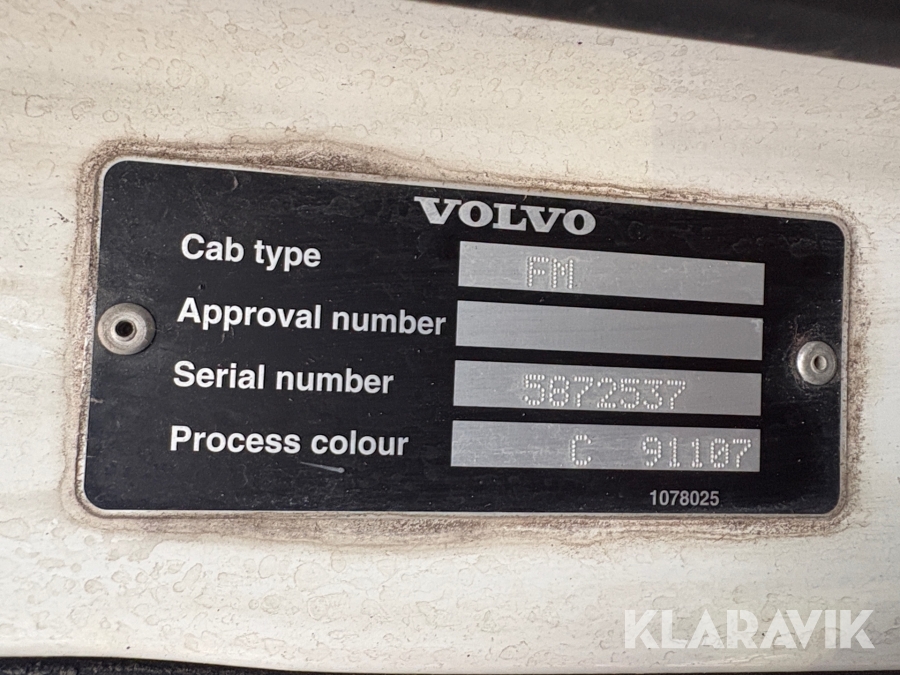 VOLVO
Cab type FM
Approval number
Serial number 5872537
Process colour C 91107
1078025
KLARAVIK